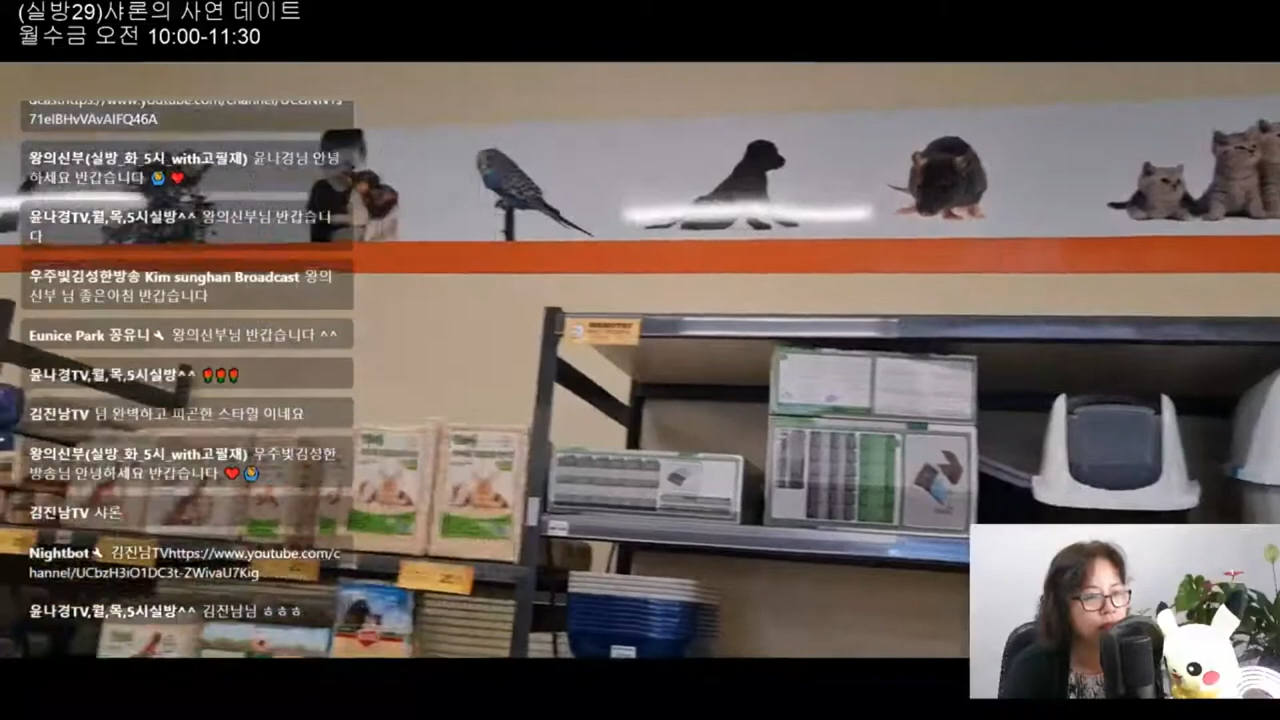 (실방29)샤론의 사연 데이트
월수금 오전 10:00-11:30
71eIBHvVAvAIFQ46A
왕의신부(실방_화_5시_with고필재) 윤나경님 안녕
하세요 반갑습니다
윤나경TV,월,목,5시실방^^ 왕의신부님 반갑습니
다
우주빛김성한방송 Kim sunghan Broadcast 왕의
신부 님 좋은아침 반갑습니다
Eunice Park 꽁유니 왕의신부님 반갑습니다 ^^
윤나경TV,월,목,5시실방^^
김진남TV 텀 완벽하고 피곤한 스타일 이네요
왕의신부(실방_화_5시_with고필재) 우주빛김성한
방송님 안녕하세요 반갑습니다
김진남TV 샤론
Nightbot 김진남TVhttps://www.youtube.com/c
hannel/UCbzH3iO1DC3t-ZWivaU7Kig
윤나경TV,월,목,5시실방^^ 김진남님 ㅎㅎㅎ